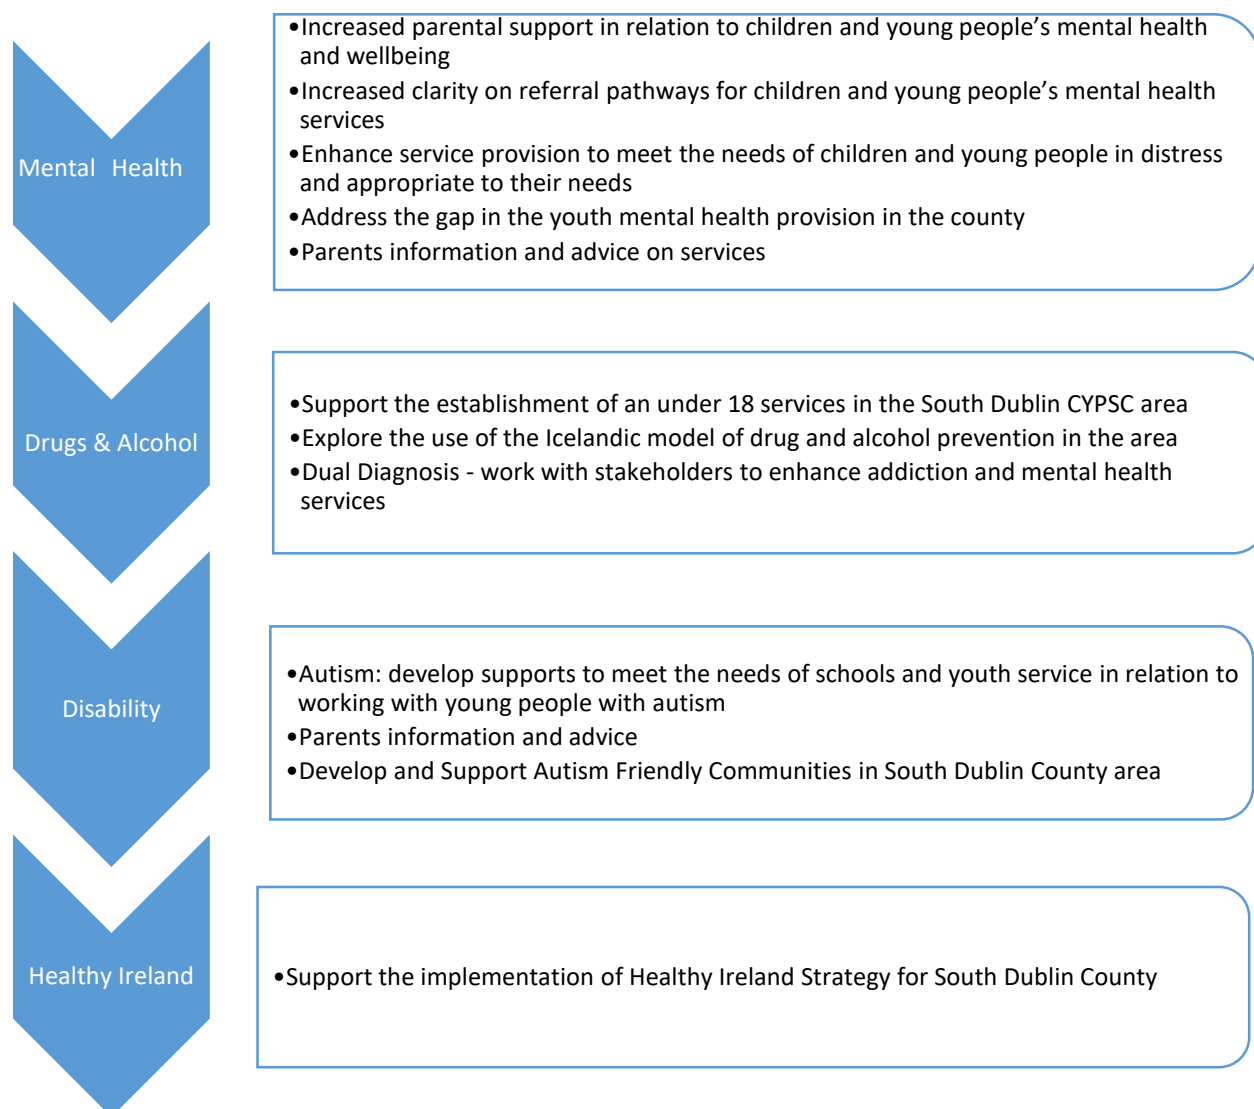 Mental Health
•Increased parental support in relation to children and young people’s mental health
and wellbeing
•Increased clarity on referral pathways for children and young people’s mental health
services
•Enhance service provision to meet the needs of children and young people in distress
and appropriate to their needs
•Address the gap in the youth mental health provision in the county
•Parents information and advice on services
Drugs & Alcohol
•Support the establishment of an under 18 services in the South Dublin CYPSC area
•Explore the use of the Icelandic model of drug and alcohol prevention in the area
•Dual Diagnosis - work with stakeholders to enhance addiction and mental health
services
Disability
•Autism: develop supports to meet the needs of schools and youth service in relation to
working with young people with autism
•Parents information and advice
•Develop and Support Autism Friendly Communities in South Dublin County area
Healthy Ireland
•Support the implementation of Healthy Ireland Strategy for South Dublin County